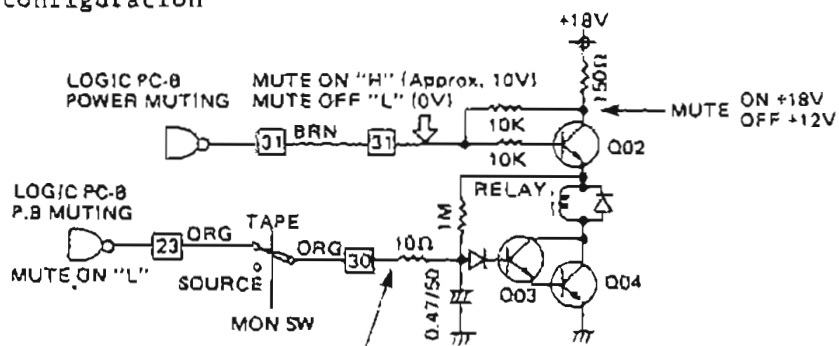 configuration
+18V
150Ω
LOGIC PC-B
POWER MUTING
MUTE ON "H" (Approx. 10V)
MUTE OFF "L" (0V)
MUTE ON +18V
OFF +12V
31
BRN
31
10K
10K
Q02
RELAY
LOGIC PC-B
P.B MUTING
MUTE ON "L"
23
ORG
TAPE
SOURCE
MON SW
ORG
30
10Ω
1M
0.47/50
Q03
Q04